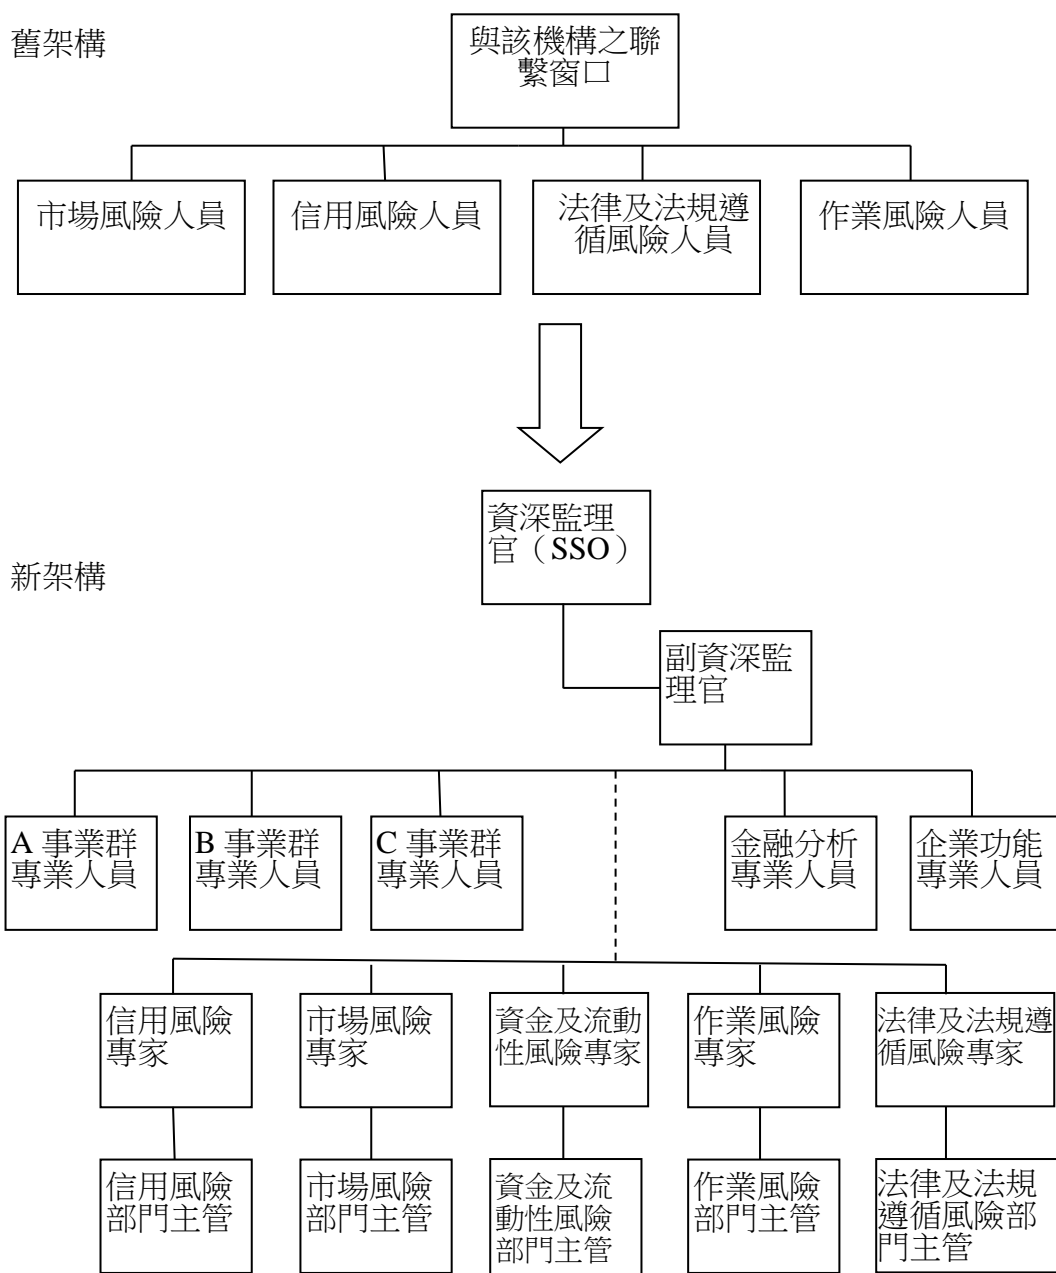 舊架構
與該機構之聯
繫窗口
市場風險人員
信用風險人員
法律及法規遵
循風險人員
作業風險人員
資深監理
官（SSO）
新架構
副資深監
理官
A 事業群
專業人員
B 事業群
專業人員
C 事業群
專業人員
金融分析
專業人員
企業功能
專業人員
信用風險
專家
市場風險
專家
資金及流動
性風險專家
作業風險
專家
法律及法規遵
循風險專家
信用風險
部門主管
市場風險
部門主管
資金及流
動性風險
部門主管
作業風險
部門主管
法律及法規
遵循風險部
門主管